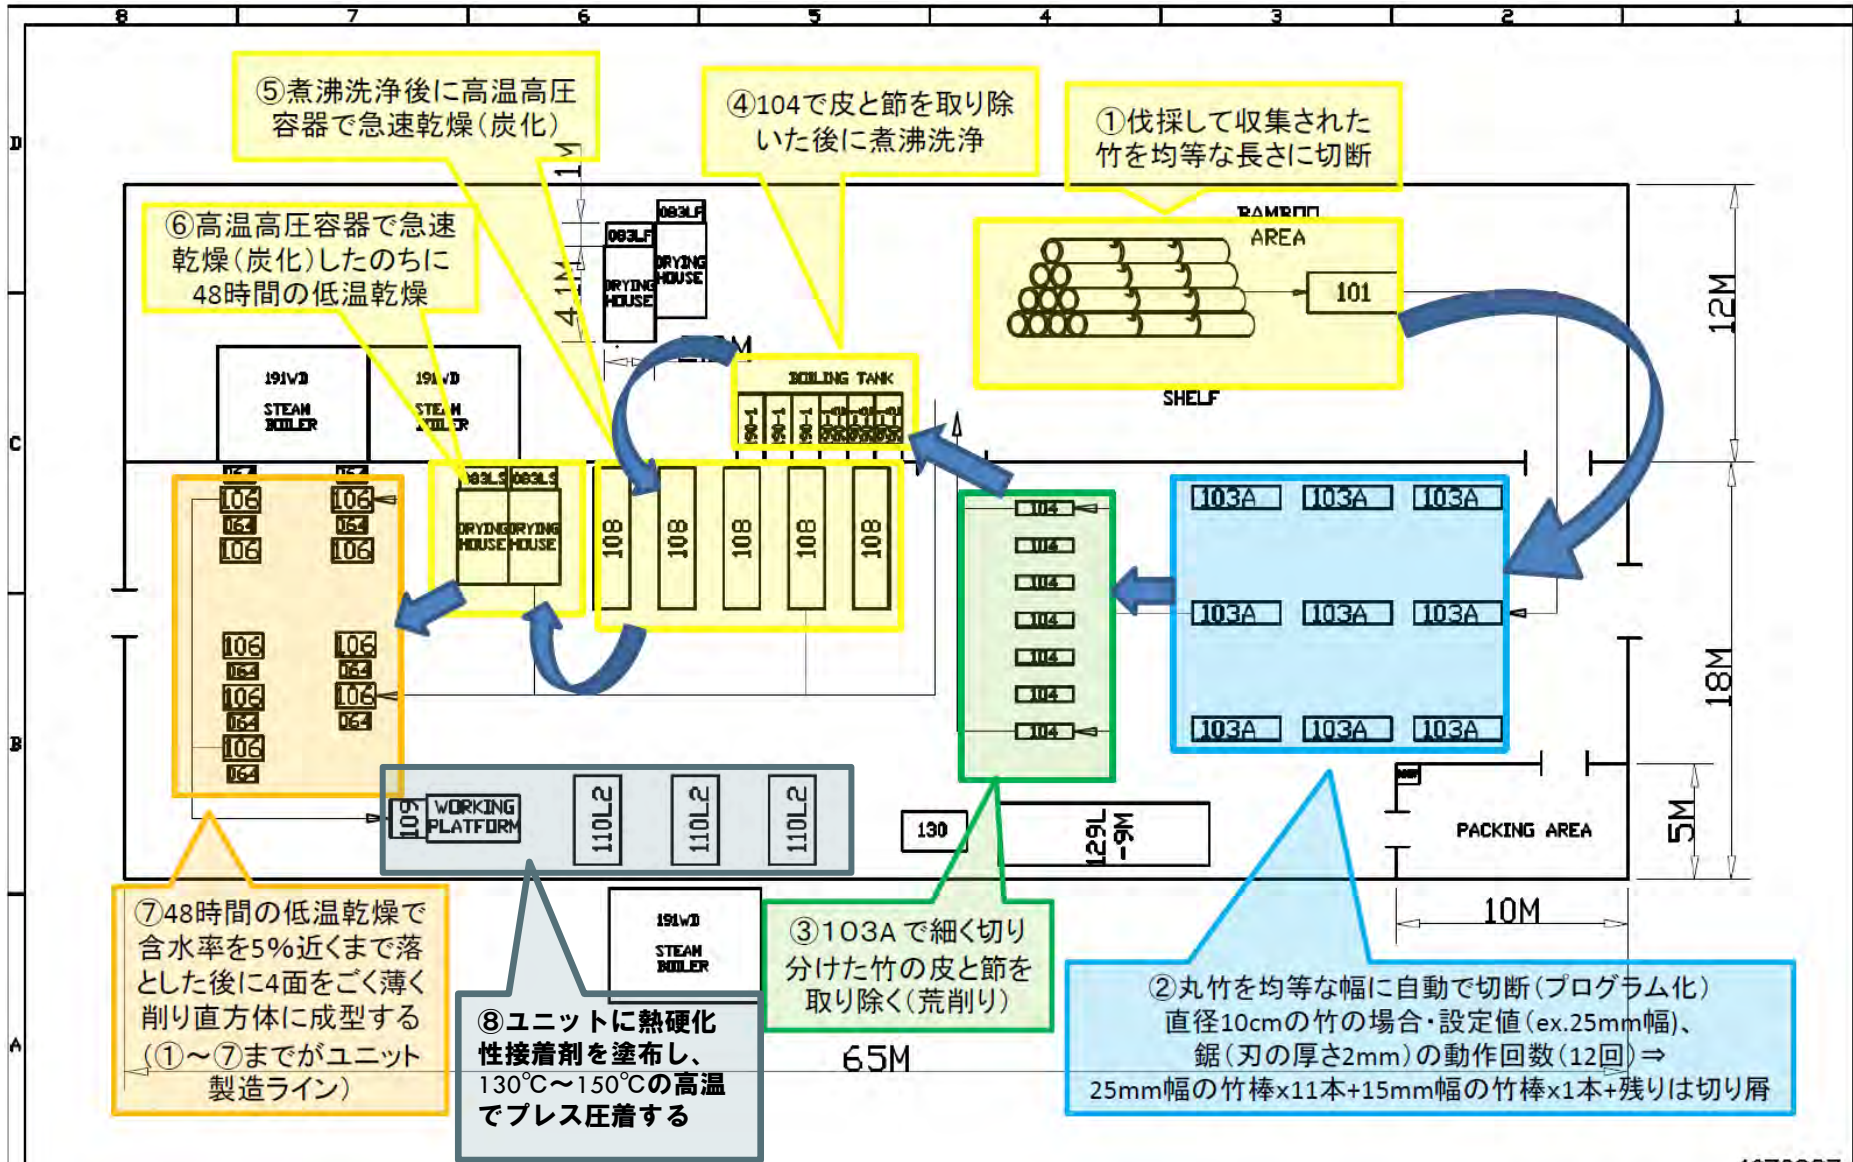 8 7 6 5 4 3 2 1
D
C
B
A
⑤煮沸洗浄後に高温高圧
容器で急速乾燥(炭化)
④104で皮と節を取り除
いた後に煮沸洗浄
①伐採して収集された
竹を均等な長さに切断
⑥高温高圧容器で急速
乾燥(炭化)したのちに
48時間の低温乾燥
1M
4.1M
083LF
083LF
DRYING
HOUSE
DRYING
HOUSE
AREA
101
SHELF
12M
191WD
STEAM
BOILER
191WD
STEAM
BOILER
BOILING TANK
190-1 190-1 190-1
064 064
106 106
064 064
106 106
106 106
064 064
106 106
064 064
106
064
083LS 083LS
DRYING
HOUSE
DRYING
HOUSE
108 108 108 108 108
104
104
104
104
104
104
104
103A 103A 103A
103A 103A 103A
103A 103A 103A
18M
109
WORKING
PLATFORM
110L2 110L2 110L2
130
129L
-9M
PACKING AREA
5M
10M
65M
191WD
STEAM
BOILER
⑦48時間の低温乾燥で
含水率を5%近くまで落
とした後に4面をごく薄く
削り直方体に成型する
(①～⑦までがユニット
製造ライン)
⑧ユニットに熱硬化
性接着剤を塗布し、
130℃～150℃の高温
でプレス圧着する
③103Aで細く切り
分けた竹の皮と節を
取り除く(荒削り)
②丸竹を均等な幅に自動で切断(プログラム化)
直径10cmの竹の場合・設定値(ex.25mm幅)、
鋸(刃の厚さ2mm)の動作回数(12回)⇒
25mm幅の竹棒x11本+15mm幅の竹棒x1本+残りは切り屑